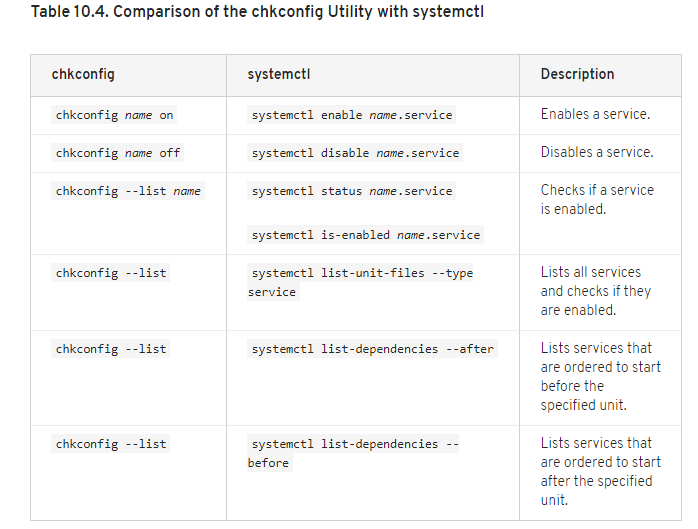 Table 10.4. Comparison of the chkconfig Utility with systemctl
chkconfig systemctl Description
chkconfig name on systemctl enable name.service Enables a service.
chkconfig name off systemctl disable name.service Disables a service.
chkconfig --list name systemctl status name.service Checks if a service
is enabled.
systemctl is-enabled name.service
chkconfig --list systemctl list-unit-files --type Lists all services
service and checks if they
are enabled.
chkconfig --list systemctl list-dependencies --after Lists services that
are ordered to start
before the
specified unit.
chkconfig --list systemctl list-dependencies -- Lists services that
before are ordered to start
after the specified
unit.